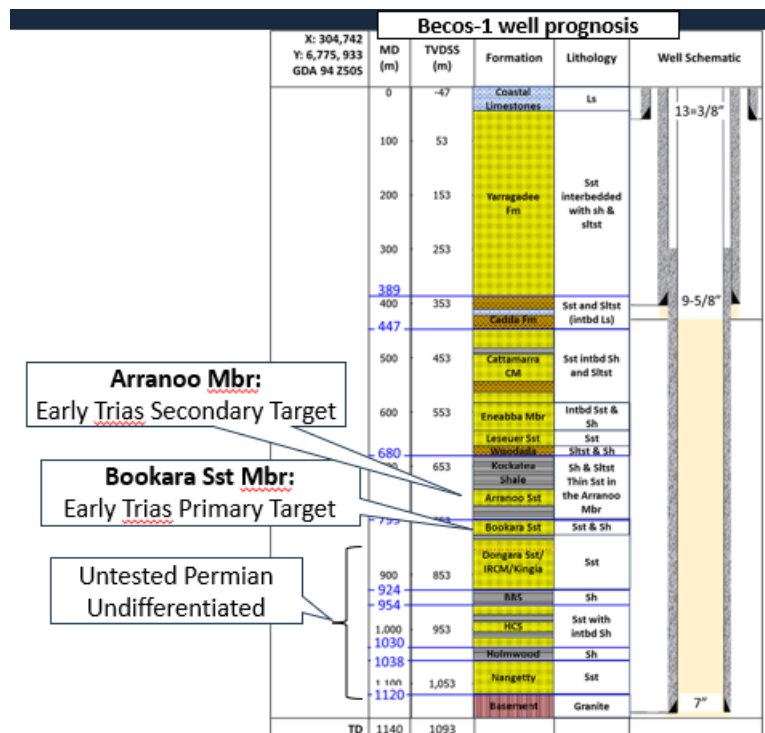 Becos-1 well prognosis
X: 304,742
Y: 6,775, 933
GDA 94 Z50S
MD
(m)
TVDSS
(m)
Formation
Lithology
Well Schematic
0
-47
Coastal
Limestones
Ls
13=3/8"
100
53
200
153
Yarragadee
Fm
Sst
interbedded
with sh &
sltst
300
253
389
400
353
Cadda Fm
Sst and Sltst
(intbd Ls)
9-5/8"
447
500
453
Cattamarra
CM
Sst intbd Sh
and Sltst
Arranoo Mbr:
Early Trias Secondary Target
600
553
Eneabba Mbr
Intbd Sst &
Sh
Leseuer Sst
Sst
680
Woodada
Sltst & Sh
653
Kockatea
Shale
Sh & Sltst
Thin Sst in
the Arranoo
Mbr
Arranoo Sst
Bookara Sst Mbr:
Early Trias Primary Target
Bookara Sst
Sst & Sh
Untested Permian
Undifferentiated
Dongara Sst/
IRCM/Kingia
Sst
900
853
924
BBS
Sh
954
HCS
Sst with
intbd Sh
1,000
953
1030
Holmwood
Sh
1038
Nangetty
Sst
1,100
1,053
1120
Basement
Granite
7"
TD
1140
1093